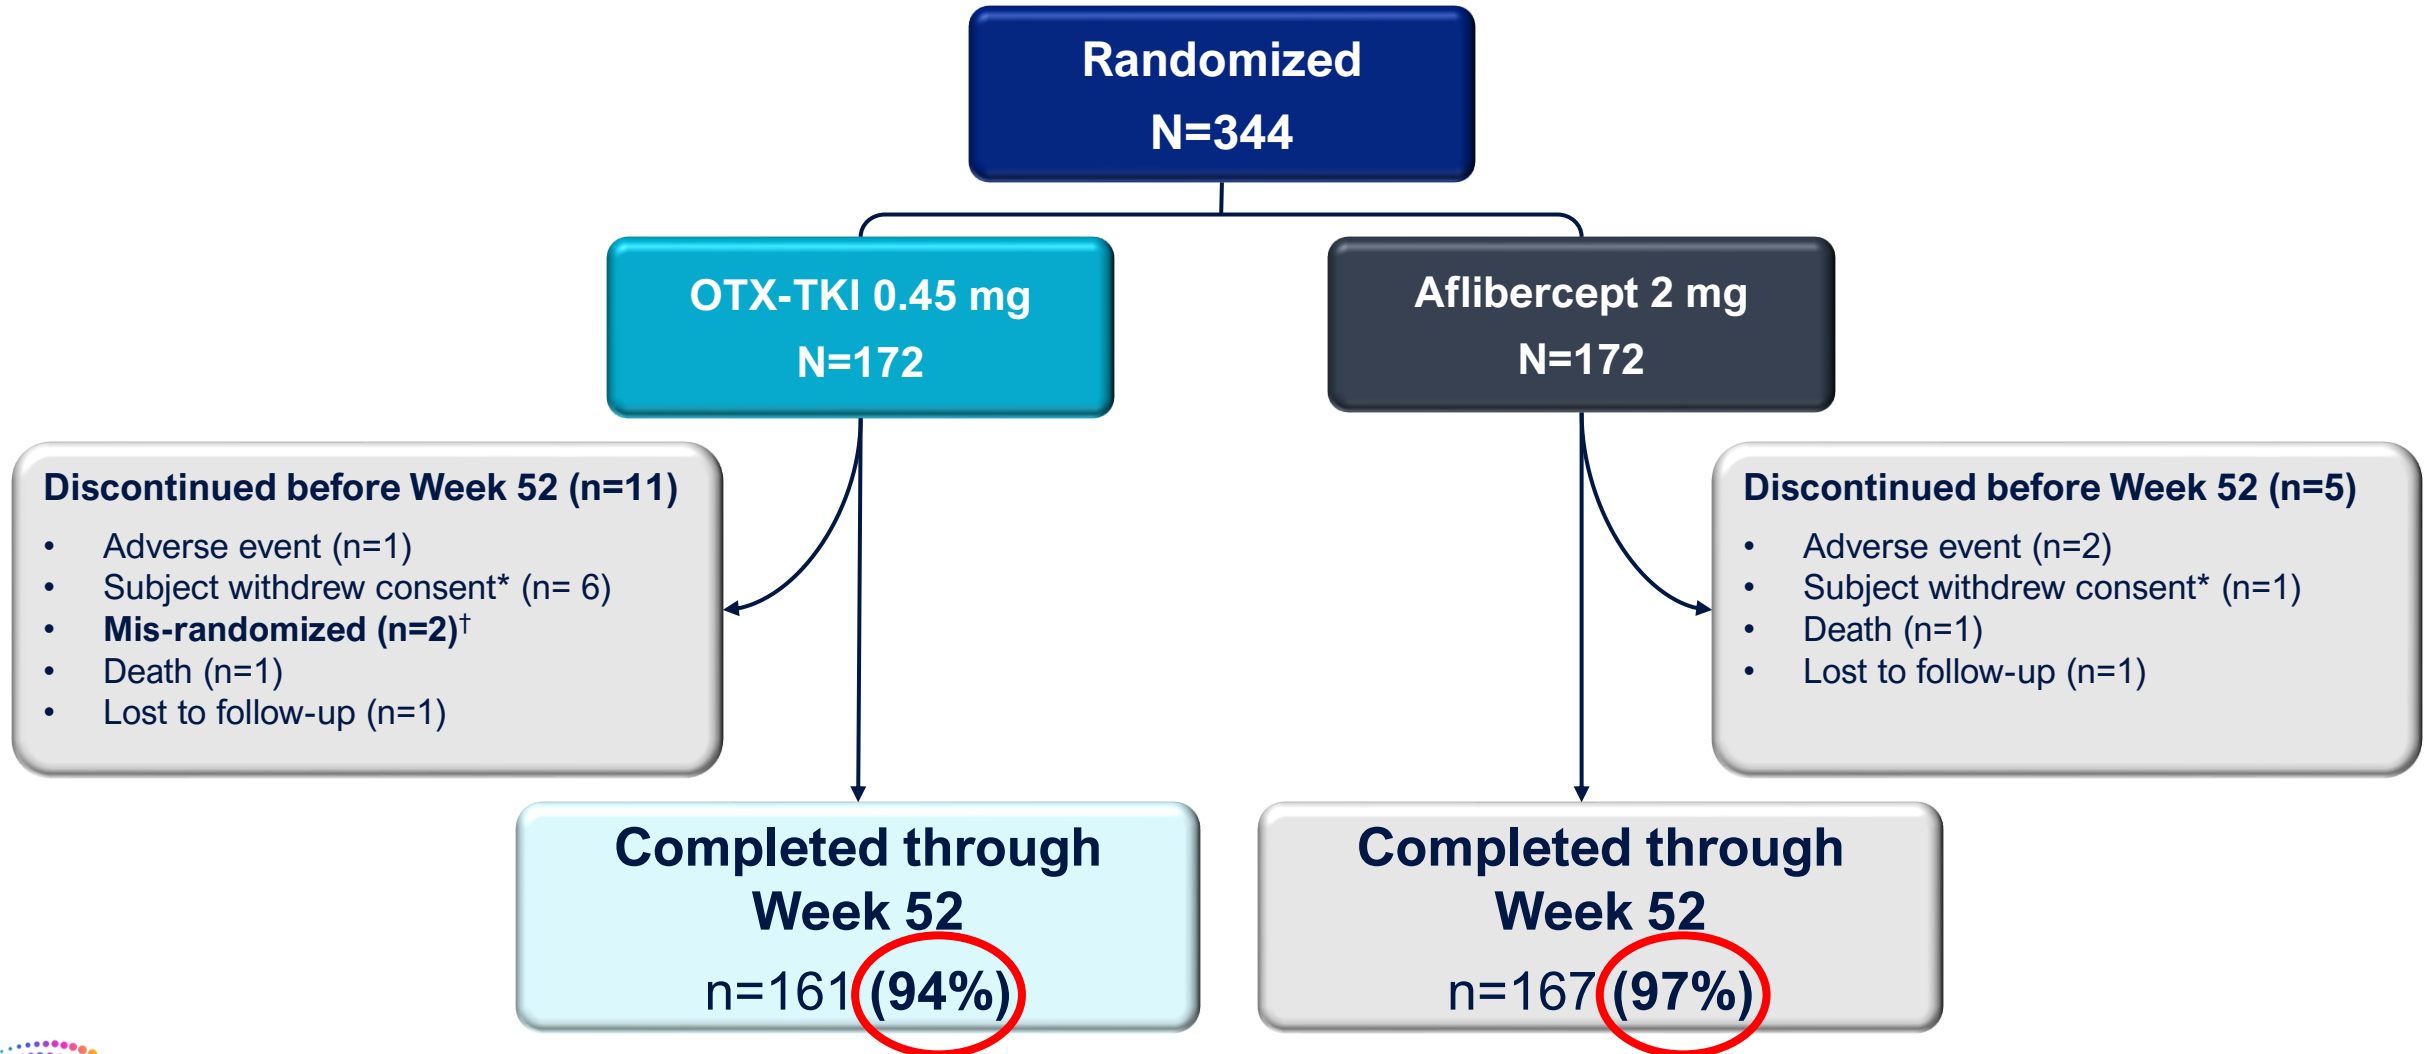 Randomized
N=344
OTX-TKI 0.45 mg
N=172
Aflibercept 2 mg
N=172
Discontinued before Week 52 (n=11)
• Adverse event (n=1)
• Subject withdrew consent* (n= 6)
• Mis-randomized (n=2)†
• Death (n=1)
• Lost to follow-up (n=1)
Discontinued before Week 52 (n=5)
• Adverse event (n=2)
• Subject withdrew consent* (n=1)
• Death (n=1)
• Lost to follow-up (n=1)
Completed through
Week 52
n=161 (94%)
Completed through
Week 52
n=167 (97%)